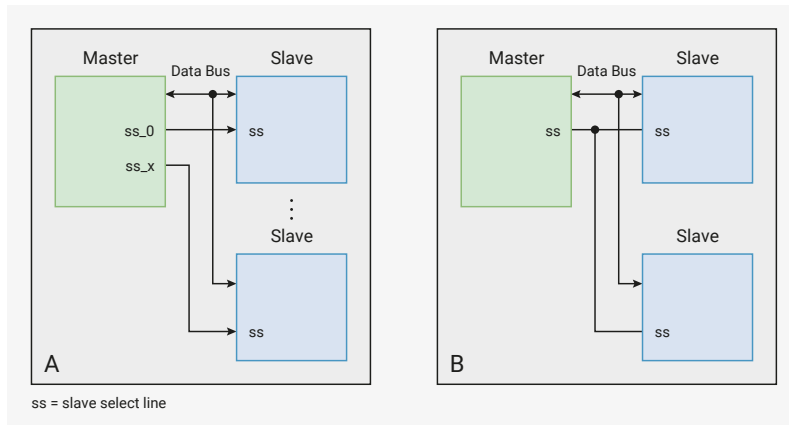 Master
Data Bus
Slave
ss_0
ss
ss_x
Slave
ss
A
Master
Data Bus
Slave
ss
ss
Slave
ss
B
ss = slave select line